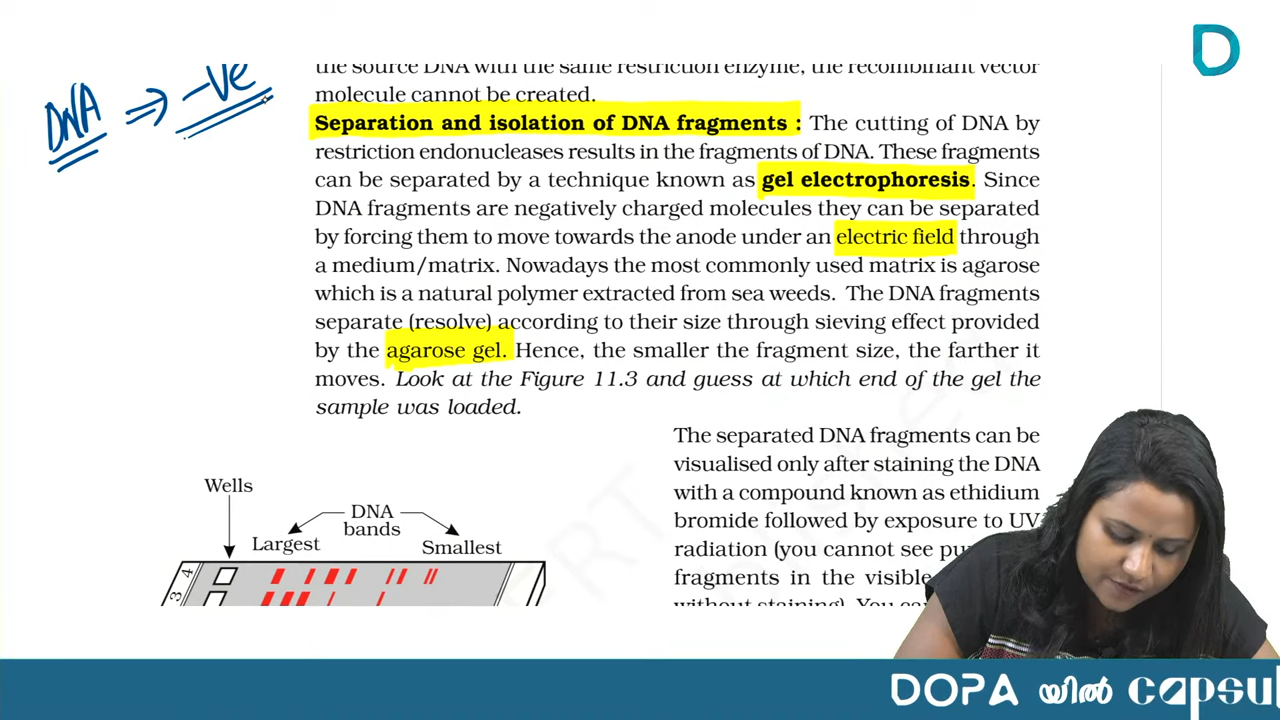 the source DNA with the same restriction enzyme, the recombinant vector
molecule cannot be created.
DNA ⇒ -Ve
Separation and isolation of DNA fragments : The cutting of DNA by
restriction endonucleases results in the fragments of DNA. These fragments
can be separated by a technique known as gel electrophoresis. Since
DNA fragments are negatively charged molecules they can be separated
by forcing them to move towards the anode under an electric field through
a medium/matrix. Nowadays the most commonly used matrix is agarose
which is a natural polymer extracted from sea weeds. The DNA fragments
separate (resolve) according to their size through sieving effect provided
by the agarose gel. Hence, the smaller the fragment size, the farther it
moves. Look at the Figure 11.3 and guess at which end of the gel the
sample was loaded.
The separated DNA fragments can be
visualised only after staining the DNA
with a compound known as ethidium
bromide followed by exposure to UV
radiation (you cannot see
fragments in the visible
without staining). You
Wells
DNA
bands
Largest
Smallest
4
3
DOPA യിൽ capsul